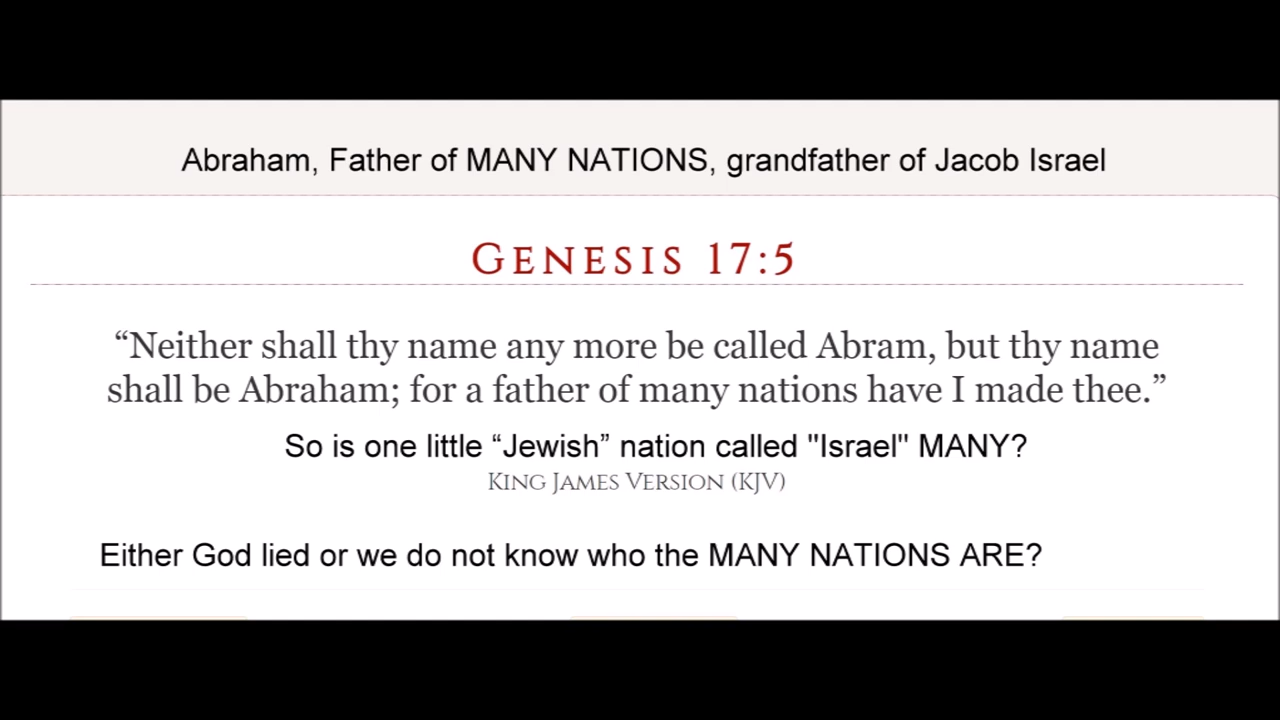 Abraham, Father of MANY NATIONS, grandfather of Jacob Israel
GENESIS 17:5
“Neither shall thy name any more be called Abram, but thy name
shall be Abraham; for a father of many nations have I made thee.”
So is one little “Jewish” nation called "Israel" MANY?
KING JAMES VERSION (KJV)
Either God lied or we do not know who the MANY NATIONS ARE?